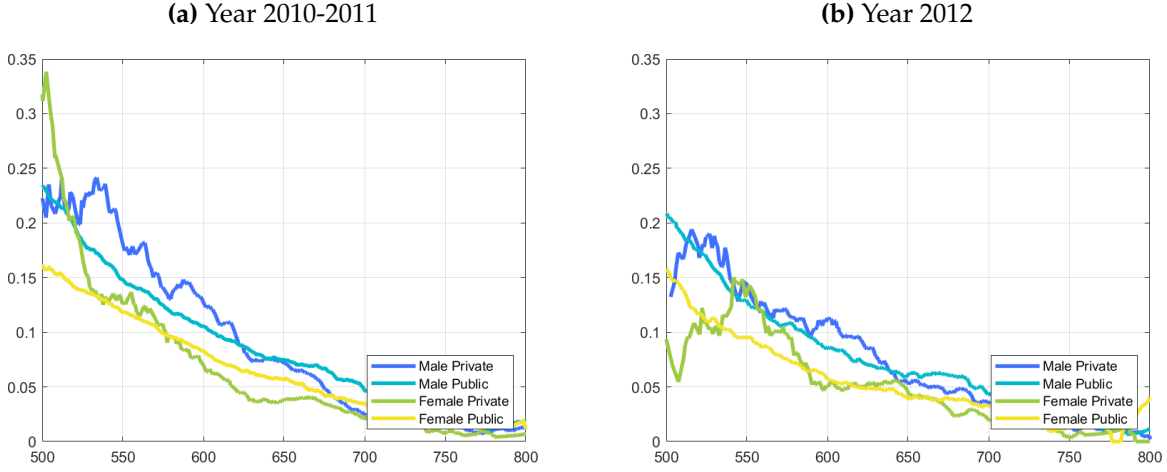 (a) Year 2010-2011
0.35
0.3
0.25
0.2
0.15
0.1
0.05
0
500 550 600 650 700 750 800
Male Private
Male Public
Female Private
Female Public
(b) Year 2012
0.35
0.3
0.25
0.2
0.15
0.1
0.05
0
500 550 600 650 700 750 800
Male Private
Male Public
Female Private
Female Public